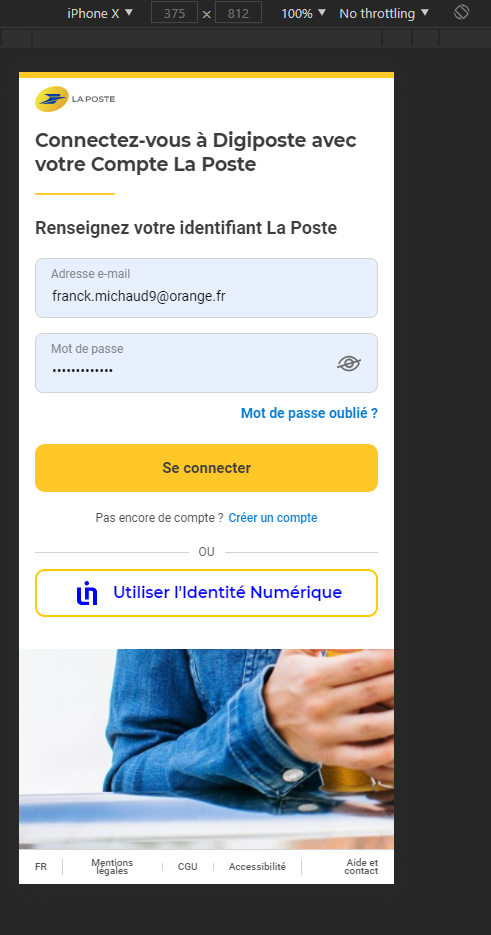 iPhone X ▼ 375 × 812 100% ▼ No throttling ▼
LA POSTE
Connectez-vous à Digiposte avec
votre Compte La Poste
Renseignez votre identifiant La Poste
Adresse e-mail
franck.michaud9@orange.fr
Mot de passe
•••••••••••••
Mot de passe oublié ?
Se connecter
Pas encore de compte ? Créer un compte
OU
Utiliser l'Identité Numérique
FR
Mentions
légales
CGU
Accessibilité
Aide et
contact